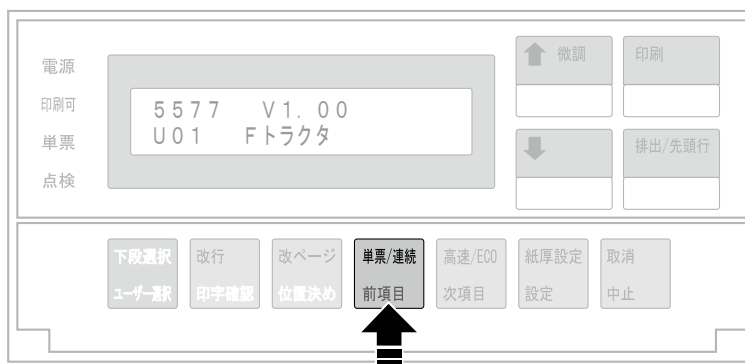 電源
印刷可
単票
点検
5577 V1.00
U01 Fトラクタ
微調
印刷
排出/先頭行
下段選択
ユーザー選択
改行
印字確認
改ページ
位置決め
単票/連続
前項目
高速/ECO
次項目
紙厚設定
設定
取消
中止